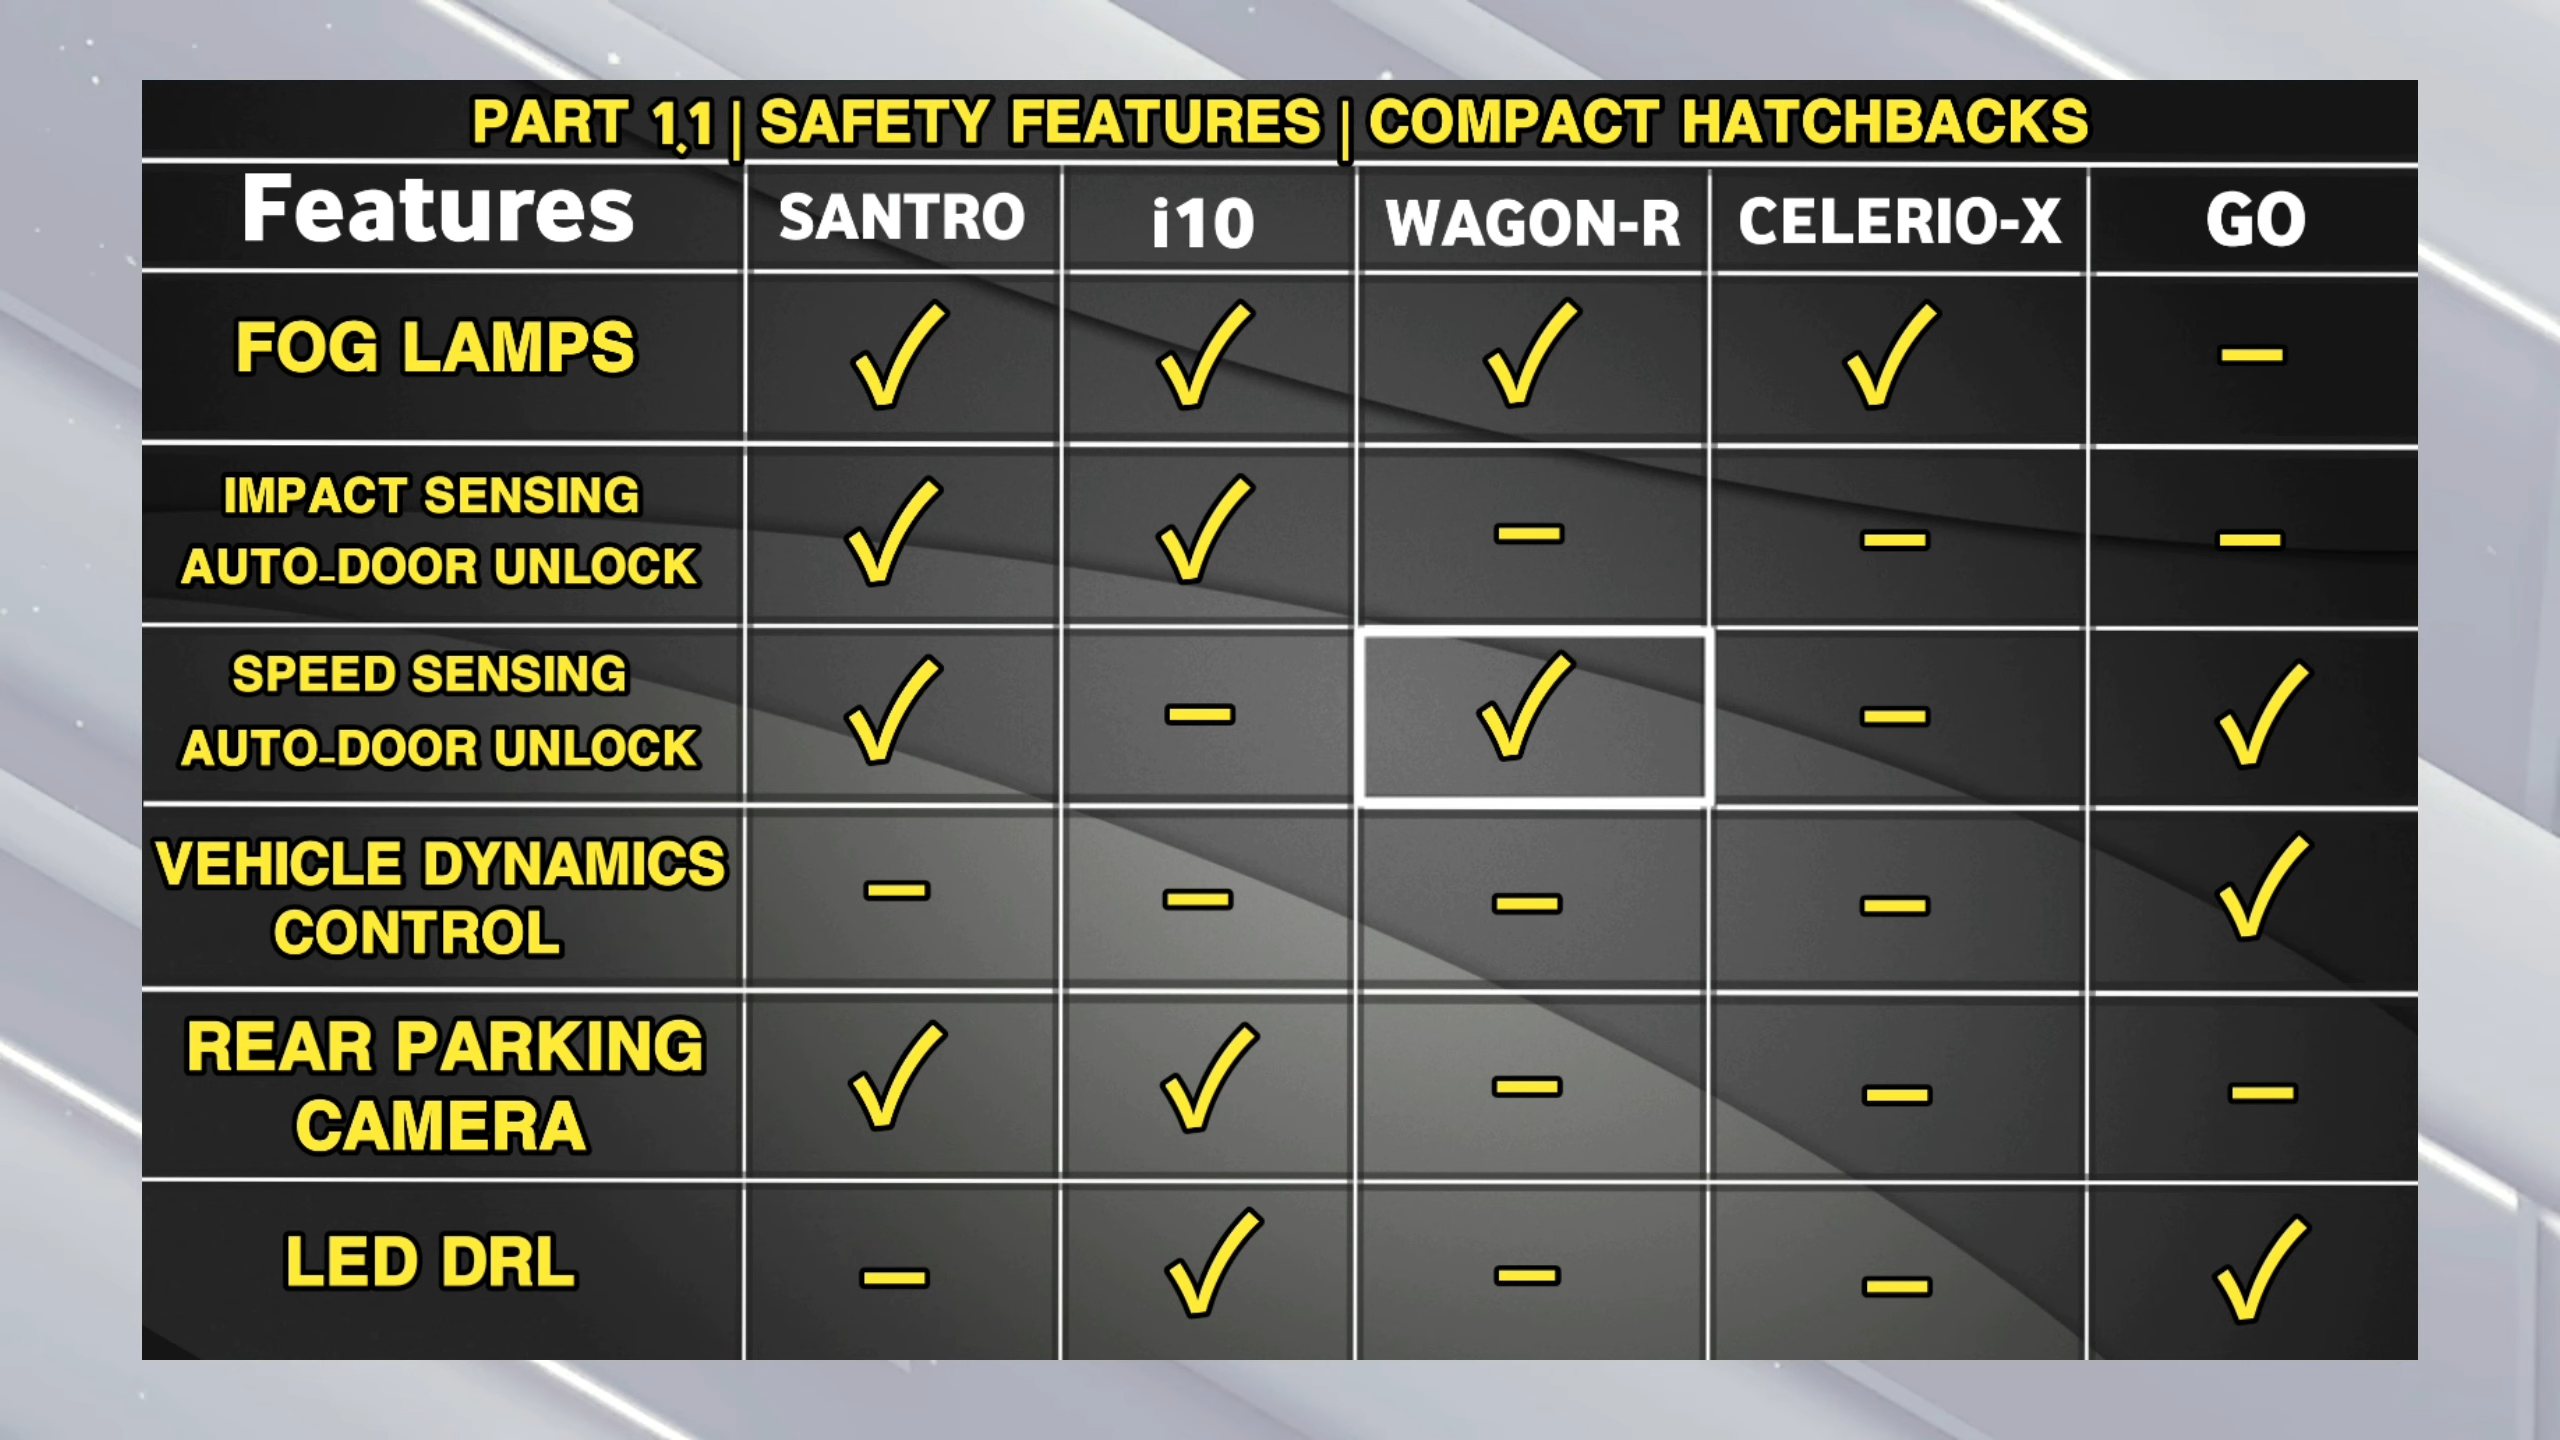 PART 1.1 | SAFETY FEATURES | COMPACT HATCHBACKS
Features SANTRO i10 WAGON-R CELERIO-X GO
FOG LAMPS ✓ ✓ ✓ ✓ –
IMPACT SENSING
AUTO-DOOR UNLOCK ✓ ✓ – – –
SPEED SENSING
AUTO-DOOR UNLOCK ✓ – ✓ – ✓
VEHICLE DYNAMICS
CONTROL – – – – ✓
REAR PARKING
CAMERA ✓ ✓ – – –
LED DRL – ✓ – – ✓